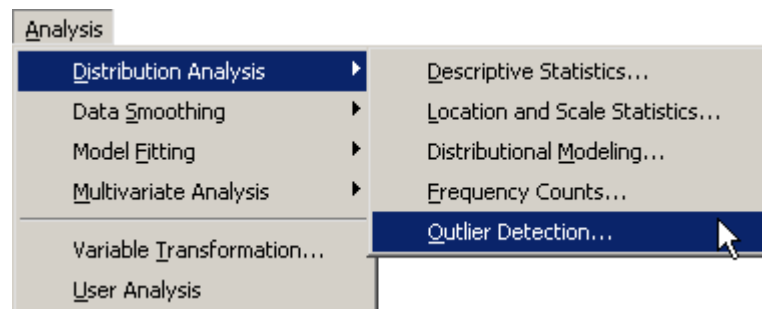 Analysis
Distribution Analysis
Data Smoothing
Model Fitting
Multivariate Analysis
Variable Transformation...
User Analysis
Descriptive Statistics...
Location and Scale Statistics...
Distributional Modeling...
Frequency Counts...
Outlier Detection...